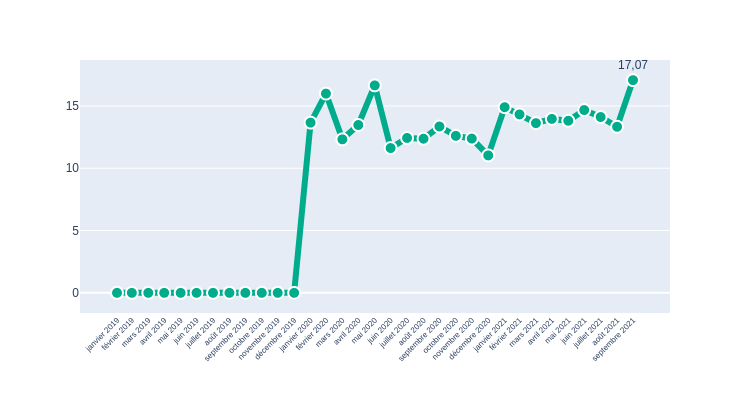 17,07
15
10
5
0
janvier 2019
février 2019
mars 2019
avril 2019
mai 2019
juin 2019
juillet 2019
août 2019
septembre 2019
octobre 2019
novembre 2019
décembre 2019
janvier 2020
février 2020
mars 2020
avril 2020
mai 2020
juin 2020
juillet 2020
août 2020
septembre 2020
octobre 2020
novembre 2020
décembre 2020
janvier 2021
février 2021
mars 2021
avril 2021
mai 2021
juin 2021
juillet 2021
août 2021
septembre 2021